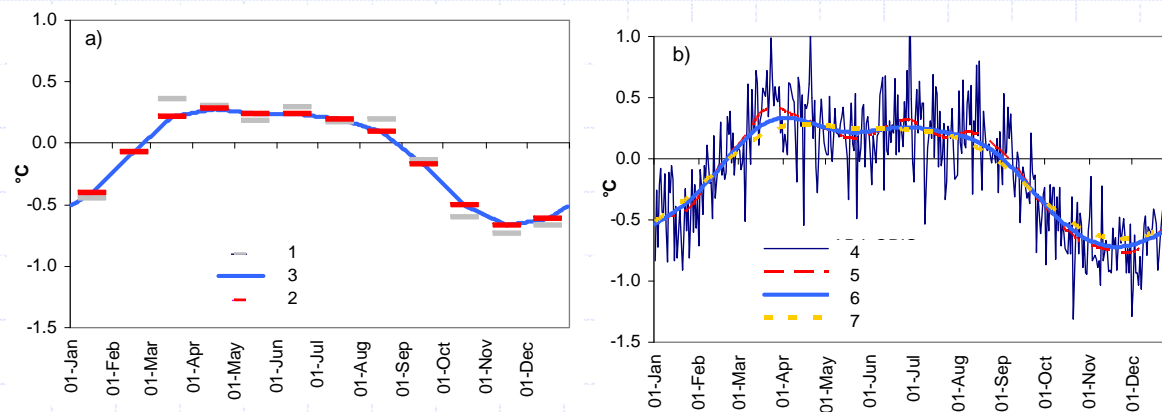 a)
1.0
0.5
0.0
-0.5
-1.0
-1.5
°C
1
3
2
01-Jan
01-Feb
01-Mar
01-Apr
01-May
01-Jun
01-Jul
01-Aug
01-Sep
01-Oct
01-Nov
01-Dec
b)
1.0
0.5
0.0
-0.5
-1.0
-1.5
°C
4
5
6
7
01-Jan
01-Feb
01-Mar
01-Apr
01-May
01-Jun
01-Jul
01-Aug
01-Sep
01-Oct
01-Nov
01-Dec